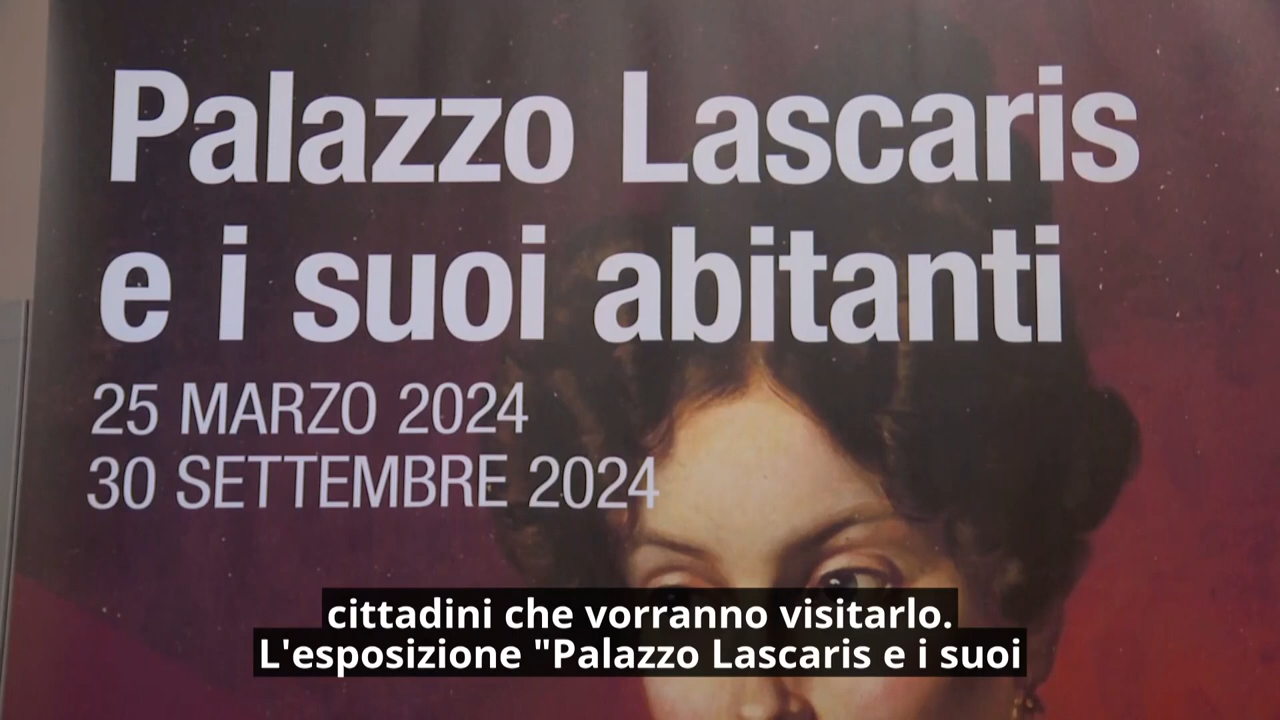 Palazzo Lascaris
e i suoi abitanti
25 MARZO 2024
30 SETTEMBRE 2024
cittadini che vorranno visitarlo.
L'esposizione "Palazzo Lascaris e i suoi